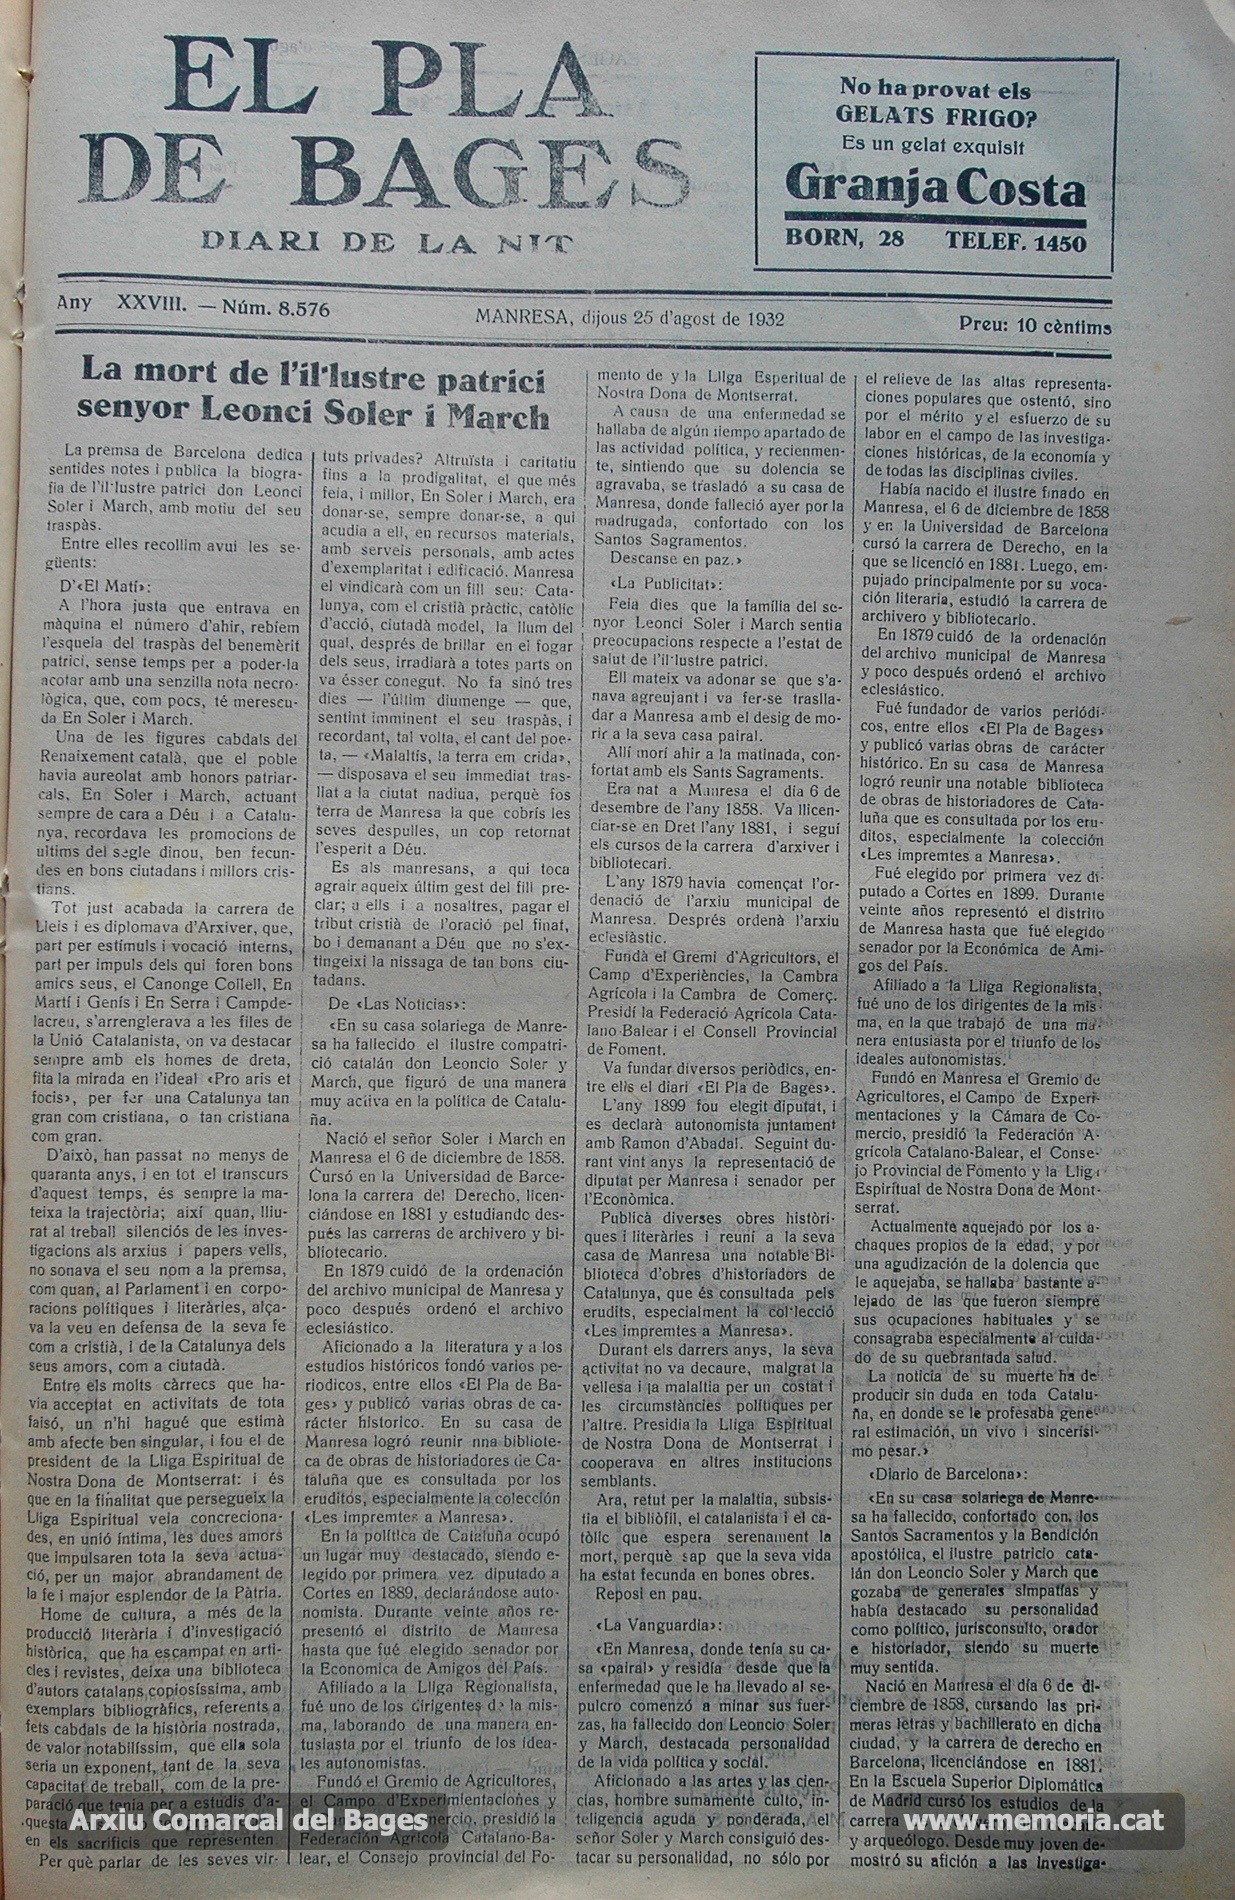 EL PLA
DE BAGES
DIARI DE LA NIT
No ha provat els
GELATS FRIGO?
Es un gelat exquisit
Granja Costa
BORN, 28 TELEF. 1450
Any XXVIII. — Núm. 8.576
MANRESA, dijous 25 d'agost de 1932
Preu: 10 cèntims
La mort de l'il·lustre patrici
senyor Leonci Soler i March
La premsa de Barcelona dedica
sentides notes i publica la biogra-
fia de l'il·lustre patrici don Leonci
Soler i March, amb motiu del seu
traspàs.
Entre elles recollim avui les se-
güents:
D'«El Matí»:
A l'hora justa que entrava en
màquina el número d'ahir, rebíem
l'esquela del traspàs del benemèrit
patrici, sense temps per a poder-la
acotar amb una senzilla nota necro-
lògica, que, com pocs, té merescu-
da En Soler i March.
Una de les figures cabdals del
Renaixement català, que el poble
havia aureolat amb honors patriar-
cals, En Soler i March, actuant
sempre de cara a Déu i a Catalu-
nya, recordava les promocions de
ultims del segle dinou, ben fecun-
des en bons ciutadans i millors cris-
tians.
Tot just acabada la carrera de
Lleis i es diplomava d'Arxiver, que,
part per estímuls i vocació interns,
part per impuls dels qui foren bons
amics seus, el Canonge Collell, En
Martí i Genís i En Serra i Campde-
lacreu, s'arrenglerava a les files de
la Unió Catalanista, on va destacar
sempre amb els homes de dreta,
fita la mirada en l'ideal «Pro aris et
focis», per fer una Catalunya tan
gran com cristiana, o tan cristiana
com gran.
D'això, han passat no menys de
quaranta anys, i en tot el transcurs
d'aquest temps, és sempre la ma-
teixa la trajectòria; així quan, lliu-
rat al treball silenciós de les inves-
tigacions als arxius i papers vells,
no sonava el seu nom a la premsa,
com quan, al Parlament i en corpo-
racions polítiques i literàries, alça-
va la veu en defensa de la seva fe
com a cristià, i de la Catalunya dels
seus amors, com a ciutadà.
Entre els molts càrrecs que ha-
via acceptat en activitats de tota
faisó, un n'hi hagué que estimà
amb afecte ben singular, i fou el de
president de la Lliga Espiritual de
Nostra Dona de Montserrat: i és
que en la finalitat que persegueix la
Lliga Espiritual veia concreciona-
des, en unió íntima, les dues amors
que impulsaren tota la seva actua-
ció, per un major abrandament de
la fe i major esplendor de la Pàtria.
Home de cultura, a més de la
producció literària i d'investigació
històrica, que ha escampat en arti-
cles i revistes, deixa una biblioteca
d'autors catalans copiosíssima, amb
exemplars bibliogràfics, referents a
fets cabdals de la història nostrada,
de valor notabilíssim, que ella sola
seria un exponent, tant de la seva
capacitat de treball, com de la pre-
paració que tenia per a estudis d'a-
questa
en els sacrificis que representen
Per què parlar de les seves vir-
tuts privades? Altruïsta i caritatiu
fins a la prodigalitat, el que més
feia, i millor, En Soler i March, era
donar-se, sempre donar-se, a qui
acudia a ell, en recursos materials,
amb serveis personals, amb actes
d'exemplaritat i edificació. Manresa
el vindicarà com un fill seu: Cata-
lunya, com el cristià pràctic, catòlic
d'acció, ciutadà model, la llum del
qual, després de brillar en el fogar
dels seus, irradiarà a totes parts on
va ésser conegut. No fa sinó tres
dies — l'últim diumenge — que,
sentint imminent el seu traspàs, i
recordant, tal volta, el cant del poe-
ta, — «Malaltis, la terra em crida»,
— disposava el seu immediat tras-
llat a la ciutat nadiua, perquè fos
terra de Manresa la que cobrís les
seves despulles, un cop retornat
l'esperit a Déu.
Es als manresans, a qui toca
agrair aqueix últim gest del fill pre-
clar; a ells i a nosaltres, pagar el
tribut cristià de l'oració pel finat,
bo i demanant a Déu que no s'ex-
tingeixi la nissaga de tan bons ciu-
tadans.
De «Las Noticias»:
«En su casa solariega de Manre-
sa ha fallecido el ilustre compatri-
ció catalán don Leoncio Soler y
March, que figuró de una manera
muy activa en la política de Catalu-
ña.
Nació el señor Soler i March en
Manresa el 6 de diciembre de 1858.
Cursó en la Universidad de Barce-
lona la carrera del Derecho, licen-
ciándose en 1881 y estudiando des-
pués las carreras de archivero y bi-
bliotecario.
En 1879 cuidó de la ordenación
del archivo municipal de Manresa y
poco después ordenó el archivo
eclesiástico.
Aficionado a la literatura y a los
estudios históricos fondó varios pe-
riodicos, entre ellos «El Pla de Ba-
ges» y publicó varias obras de ca-
rácter historico. En su casa de
Manresa logró reunir nna bibliote-
ca de obras de historiadores de Ca-
taluña que es consultada por los
eruditos, especialmente la colección
«Les impremtes a Manresa».
En la política de Cataluña ocupó
un lugar muy destacado, siendo e-
legido por primera vez diputado a
Cortes en 1889, declarándose auto-
nomista. Durante veinte años re-
presentó el distrito de Manresa
hasta que fué elegido senador por
la Economica de Amigos del País.
Afiliado a la Lliga Regionalista,
fué uno de los dirigentes de la mis-
ma, laborando de una manera en-
tusiasta por el triunfo de los idea-
les autonomistas.
Fundó el Gremio de Agricultores,
el Campo d'Experimientaciones y
ercio, presidió la
Federación Agrícola Catalano-Ba-
lear, el Consejo provincial del Fo-
mento de y la Lliga Esperitual de
Nostra Dona de Montserrat.
A causa de una enfermedad se
hallaba de algún tiempo apartado de
las actividad política, y recienmen-
te, sintiendo que su dolencia se
agravaba, se trasladó a su casa de
Manresa, donde falleció ayer por la
madrugada, confortado con los
Santos Sagramentos.
Descanse en paz.»
«La Publicitat»:
Feia dies que la família del se-
nyor Leonci Soler i March sentia
preocupacions respecte a l'estat de
salut de l'il·lustre patrici.
Ell mateix va adonar se que s'a-
nava agreujant i va fer-se traslla-
dar a Manresa amb el desig de mo-
rir a la seva casa pairal.
Allí morí ahir a la matinada, con-
fortat amb els Sants Sagraments.
Era nat a Manresa el dia 6 de
desembre de l'any 1858. Va llicen-
ciar-se en Dret l'any 1881, i seguí
els cursos de la carrera d'arxiver i
bibliotecari.
L'any 1879 havia començat l'or-
denació de l'arxiu municipal de
Manresa. Després ordenà l'arxiu
eclesiàstic.
Fundà el Gremi d'Agricultors, el
Camp d'Experiències, la Cambra
Agrícola i la Cambra de Comerç.
Presidí la Federació Agrícola Cata-
lano-Balear i el Consell Provincial
de Foment.
Va fundar diversos periòdics, en-
tre ells el diari «El Pla de Bages».
L'any 1899 fou elegit diputat, i
es declarà autonomista juntament
amb Ramon d'Abadal. Seguint du-
rant vint anys la representació de
diputat per Manresa i senador per
l'Econòmica.
Publicà diverses obres històri-
ques i literàries i reuní a la seva
casa de Manresa una notable Bi-
blioteca d'obres d'historiadors de
Catalunya, que és consultada pels
erudits, especialment la col·lecció
«Les impremtes a Manresa».
Durant els darrers anys, la seva
activitat no va decaure, malgrat la
vellesa i la malaltia per un costat i
les circumstàncies polítiques per
l'altre. Presidia la Lliga Espiritual
de Nostra Dona de Montserrat i
cooperava en altres institucions
semblants.
Ara, retut per la malaltia, subsis-
tia el bibliòfil, el catalanista i el ca-
tòlic que espera serenament la
mort, perquè sap que la seva vida
ha estat fecunda en bones obres.
Reposi en pau.
«La Vanguardia»:
«En Manresa, donde tenía su ca-
sa «pairal» y residía desde que la
enfermedad que le ha llevado al se-
pulcro comenzó a minar sus fuer-
zas, ha fallecido don Leoncio Soler
y March, destacada personalidad
de la vida política y social.
Aficionado a las artes y las cien-
cias, hombre sumamente culto, in-
teligencia aguda y ponderada, el
señor Soler y March consiguió des-
tacar su personalidad, no sólo por
el relieve de las altas representa-
ciones populares que ostentó, sino
por el mérito y el esfuerzo de su
labor en el campo de las investiga-
ciones históricas, de la economía y
de todas las disciplinas civiles.
Había nacido el ilustre finado en
Manresa, el 6 de diciembre de 1858
y en la Universidad de Barcelona
cursó la carrera de Derecho, en la
que se licenció en 1881. Luego, em-
pujado principalmente por su voca-
ción literaria, estudió la carrera de
archivero y bibliotecario.
En 1879 cuidó de la ordenación
del archivo municipal de Manresa
y poco después ordenó el archivo
eclesiástico.
Fué fundador de varios periódi-
cos, entre ellos «El Pla de Bages»
y publicó varias obras de carácter
histórico. En su casa de Manresa
logró reunir una notable biblioteca
de obras de historiadores de Cata-
luña que es consultada por los eru-
ditos, especialmente la colección
«Les impremtes a Manresa».
Fué elegido por primera vez di-
putado a Cortes en 1899. Durante
veinte años representó el distrito
de Manresa hasta que fué elegido
senador por la Económica de Ami-
gos del País.
Afiliado a la Lliga Regionalista,
fué uno de los dirigentes de la mis-
ma, en la que trabajó de una ma-
nera entusiasta por el triunfo de los
ideales autonomistas.
Fundó en Manresa el Gremio de
Agricultores, el Campo de Experi-
mentaciones y la Cámara de Co-
mercio, presidió la Federación A-
grícola Catalano-Balear, el Conse-
jo Provincial de Fomento y la Lliga
Espiritual de Nostra Dona de Mont-
serrat.
Actualmente aquejado por los a-
chaques propios de la edad, y por
una agudización de la dolencia que
le aquejaba, se hallaba bastante a-
lejado de las que fueron siempre
sus ocupaciones habituales y se
consagraba especialmente al cuida-
do de su quebrantada salud.
La noticia de su muerte ha de
producir sin duda en toda Catalu-
ña, en donde se le profesaba gene-
ral estimación, un vivo i sincerísi-
mo pesar.»
«Diario de Barcelona»:
«En su casa solariega de Manre-
sa ha fallecido, confortado con los
Santos Sacramentos y la Bendición
apostólica, el ilustre patricio cata-
lán don Leoncio Soler y March que
gozaba de generales simpatías y
había destacado su personalidad
como político, jurisconsulto, orador
e historiador, siendo su muerte
muy sentida.
Nació en Manresa el día 6 de di-
ciembre de 1858, cursando las pri-
meras letras y bachillerato en dicha
ciudad, y la carrera de derecho en
Barcelona, licenciándose en 1881.
En la Escuela Superior Diplomática
de Madrid cursó los estudios de la
carrera
y arqueólogo. Desde muy joven de-
mostró su afición a las investiga-
Arxiu Comarcal del Bages
www.memoria.cat